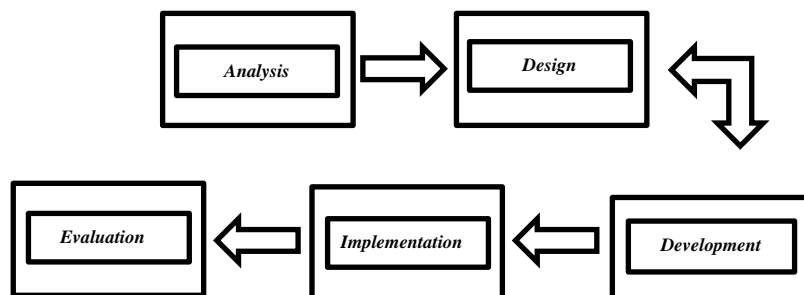 Analysis
Design
Development
Implementation
Evaluation